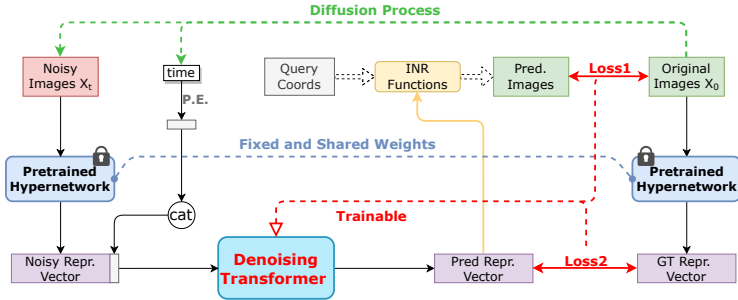 Diffusion Process
Noisy
Images Xt
time
Query
Coords
INR
Functions
Pred.
Images
Loss1
Original
Images X0
P.E.
Fixed and Shared Weights
Pretrained
Hypernetwork
Pretrained
Hypernetwork
cat
Trainable
Noisy Repr.
Vector
Denoising
Transformer
Pred Repr.
Vector
Loss2
GT Repr.
Vector